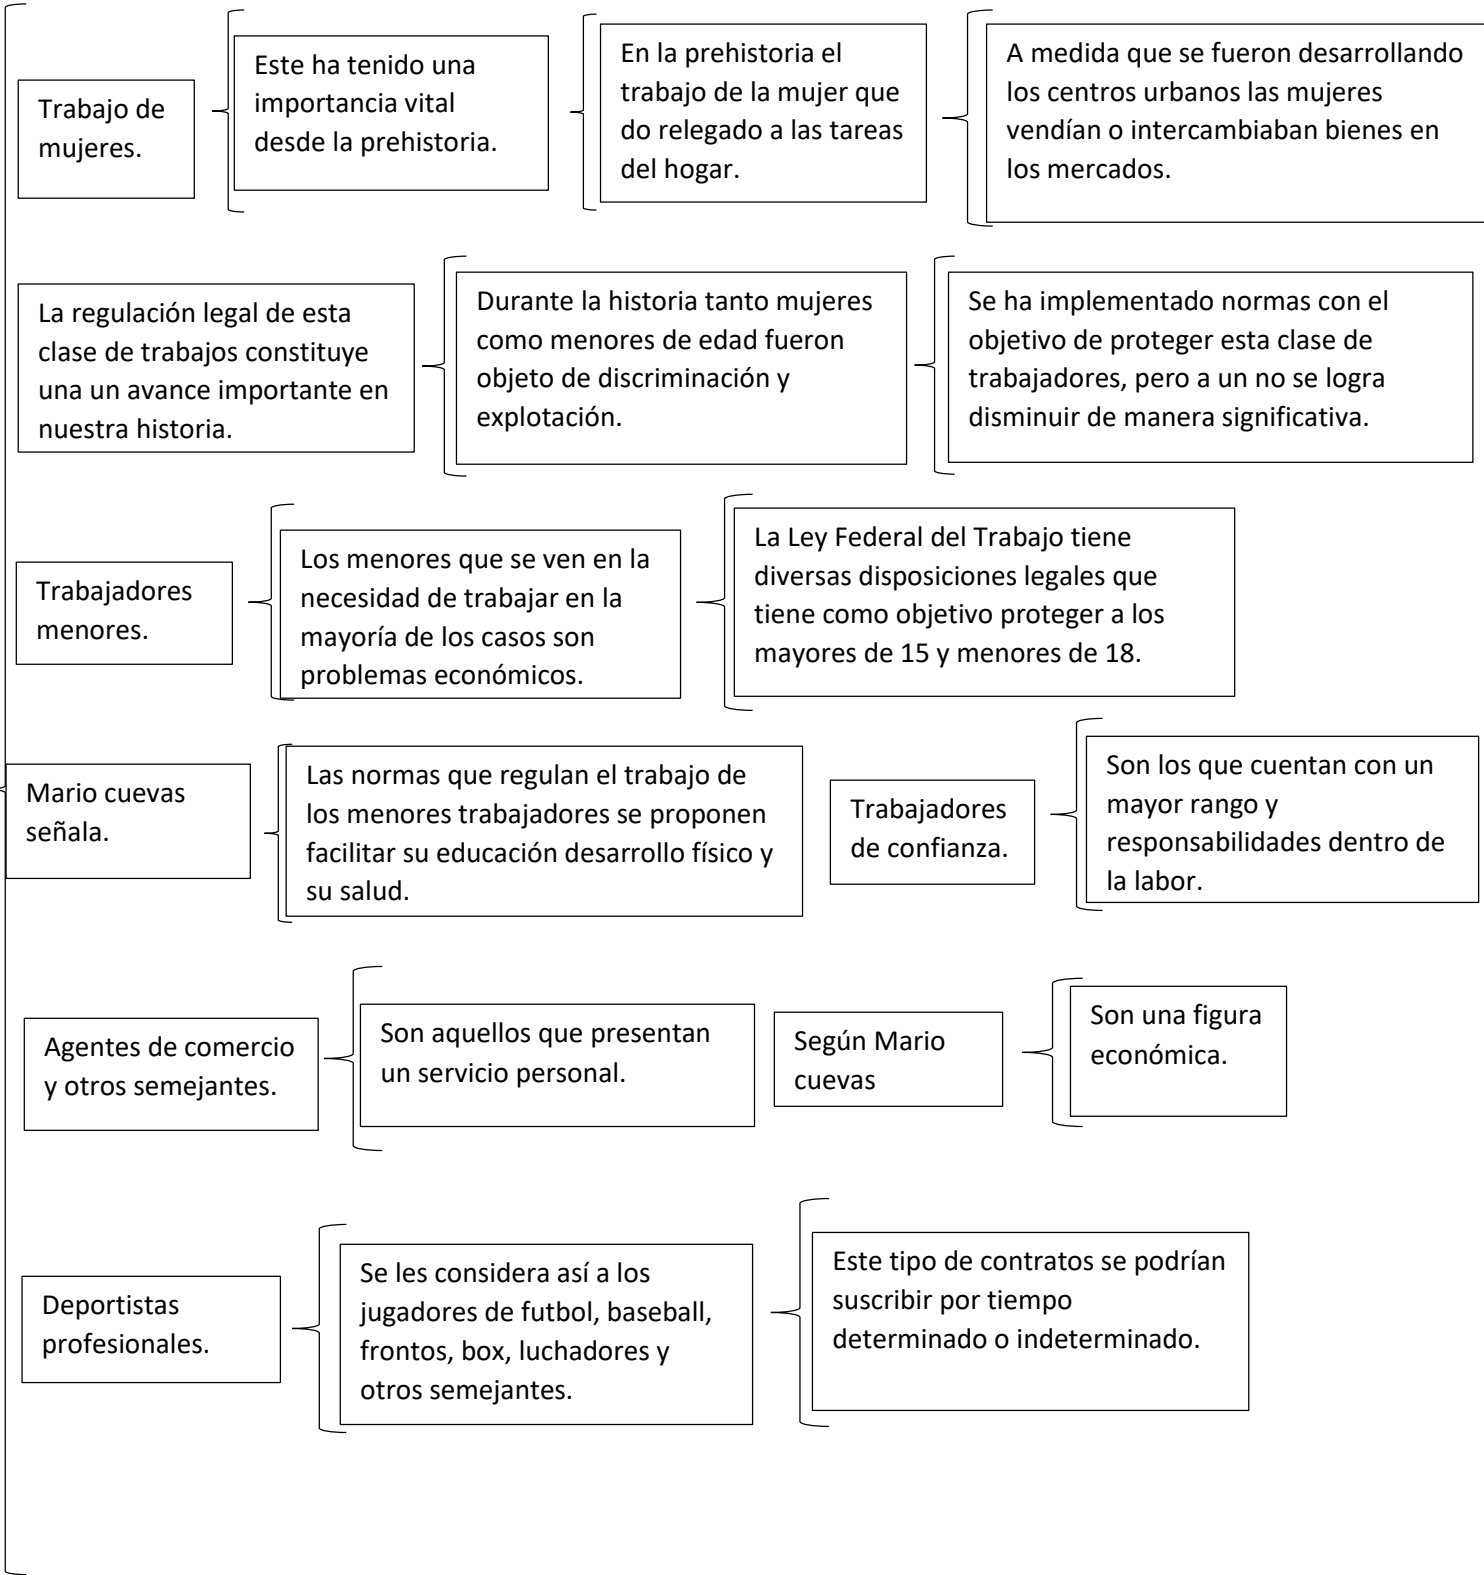 Trabajo de
mujeres.
Este ha tenido una
importancia vital
desde la prehistoria.
En la prehistoria el
trabajo de la mujer que
do relegado a las tareas
del hogar.
A medida que se fueron desarrollando
los centros urbanos las mujeres
vendían o intercambiaban bienes en
los mercados.
La regulación legal de esta
clase de trabajos constituye
una un avance importante en
nuestra historia.
Durante la historia tanto mujeres
como menores de edad fueron
objeto de discriminación y
explotación.
Se ha implementado normas con el
objetivo de proteger esta clase de
trabajadores, pero a un no se logra
disminuir de manera significativa.
Trabajadores
menores.
Los menores que se ven en la
necesidad de trabajar en la
mayoría de los casos son
problemas económicos.
La Ley Federal del Trabajo tiene
diversas disposiciones legales que
tiene como objetivo proteger a los
mayores de 15 y menores de 18.
Mario cuevas
señala.
Las normas que regulan el trabajo de
los menores trabajadores se proponen
facilitar su educación desarrollo físico y
su salud.
Trabajadores
de confianza.
Son los que cuentan con un
mayor rango y
responsabilidades dentro de
la labor.
Agentes de comercio
y otros semejantes.
Son aquellos que presentan
un servicio personal.
Según Mario
cuevas
Son una figura
económica.
Deportistas
profesionales.
Se les considera así a los
jugadores de futbol, baseball,
frontos, box, luchadores y
otros semejantes.
Este tipo de contratos se podrían
suscribir por tiempo
determinado o indeterminado.